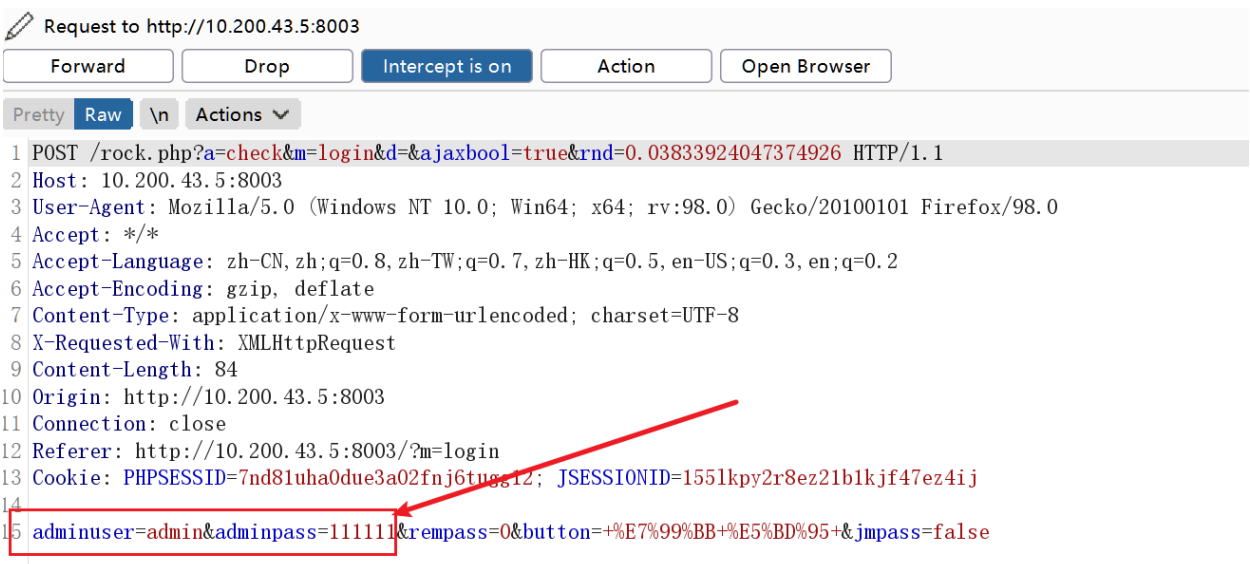 Request to http://10.200.43.5:8003
Forward Drop Intercept is on Action Open Browser
Pretty Raw \n Actions
1 POST /rock.php?a=check&m=login&d=&ajaxbool=true&rnd=0.03833924047374926 HTTP/1.1
2 Host: 10.200.43.5:8003
3 User-Agent: Mozilla/5.0 (Windows NT 10.0; Win64; x64; rv:98.0) Gecko/20100101 Firefox/98.0
4 Accept: */*
5 Accept-Language: zh-CN,zh;q=0.8,zh-TW;q=0.7,zh-HK;q=0.5,en-US;q=0.3,en;q=0.2
6 Accept-Encoding: gzip, deflate
7 Content-Type: application/x-www-form-urlencoded; charset=UTF-8
8 X-Requested-With: XMLHttpRequest
9 Content-Length: 84
10 Origin: http://10.200.43.5:8003
11 Connection: close
12 Referer: http://10.200.43.5:8003/?m=login
13 Cookie: PHPSESSID=7nd81uha0due3a02fnj6tugg12; JSESSIONID=155lkpy2r8ez21b1kjf47ez4ij
14
15 adminuser=admin&adminpass=111111&rempass=0&button=+%E7%99%BB+%E5%BD%95+&jmpass=false